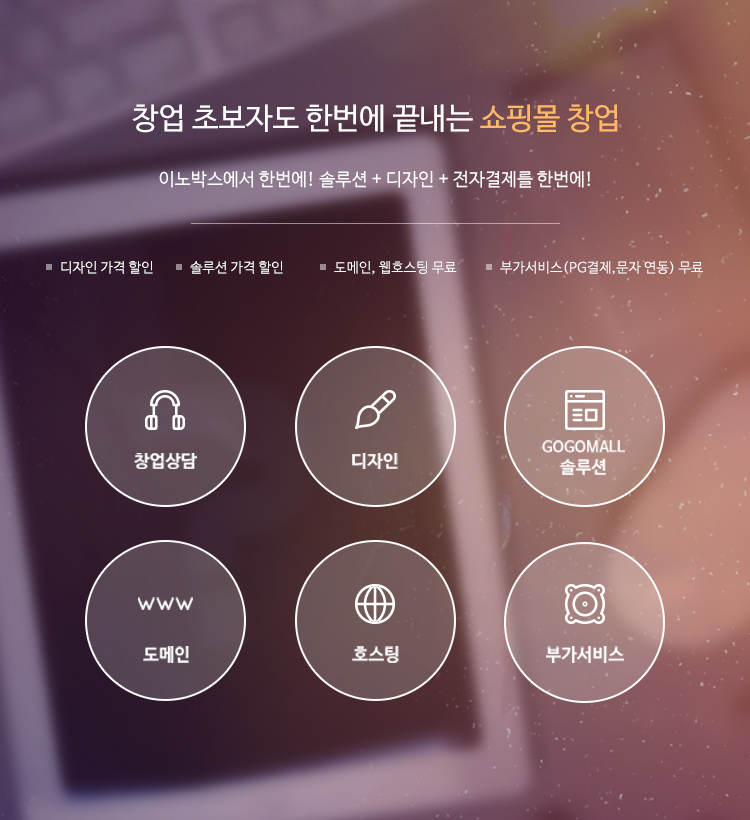 창업 초보자도 한번에 끝내는 쇼핑몰 창업
이노박스에서 한번에! 솔루션 + 디자인 + 전자결제를 한번에!
디자인 가격 할인 솔루션 가격 할인 도메인, 웹호스팅 무료 부가서비스(PG결제,문자 연동) 무료
창업상담 디자인 GOGOMALL
솔루션
www
도메인 호스팅 부가서비스